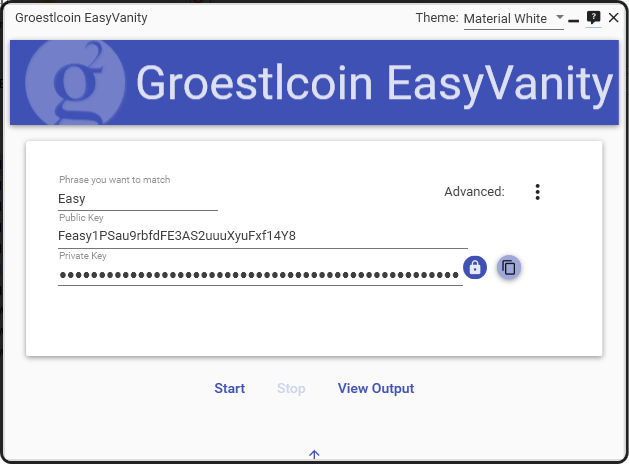 Groestlcoin EasyVanity
Theme: Material White
Groestlcoin EasyVanity
Phrase you want to match
Easy
Advanced:
Public Key
Feasy1PSau9rbfdFE3AS2uuuXyuFxf14Y8
Private Key
Start Stop View Output